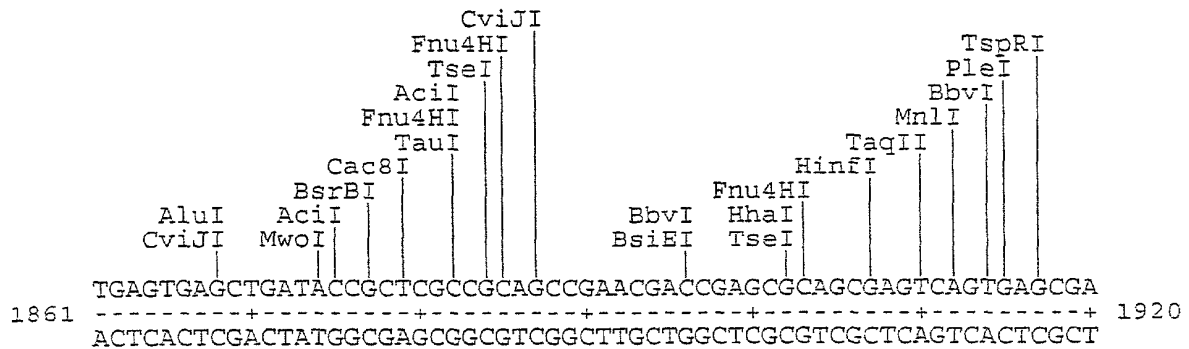 CviJI
Fnu4HI TspRI
TseI PleI
AciI BbvI
Fnu4HI MnlI
TauI TaqII
Cac8I HinfI
BsrBI Fnu4HI
AluI AciI BbvI HhaI
CviJI MwoI BsiEI TseI
TGAGTGAGCTGATACCGCTCGCCGCAGCCGAACGACCGAGCGCAGCGAGTCAGTGAGCGA
1861 ---------+---------+---------+---------+---------+---------+ 1920
ACTCACTCGACTATGGCGAGCGGCGTCGGCTTGCTGGCTCGCGTCGCTCAGTCACTCGCT